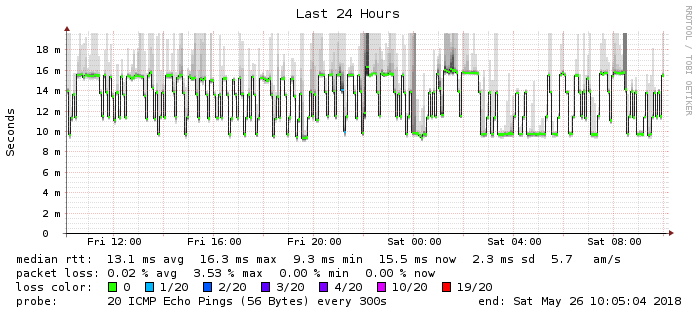 Last 24 Hours
RRDTOOL / TOBI OETIKER
Seconds
18 m
16 m
14 m
12 m
10 m
8 m
6 m
4 m
2 m
0
Fri 12:00 Fri 16:00 Fri 20:00 Sat 00:00 Sat 04:00 Sat 08:00
median rtt: 13.1 ms avg 16.3 ms max 9.3 ms min 15.5 ms now 2.3 ms sd 5.7 am/s
packet loss: 0.02 % avg 3.53 % max 0.00 % min 0.00 % now
loss color: 0 1/20 2/20 3/20 4/20 10/20 19/20
probe: 20 ICMP Echo Pings (56 Bytes) every 300s end: Sat May 26 10:05:04 2018